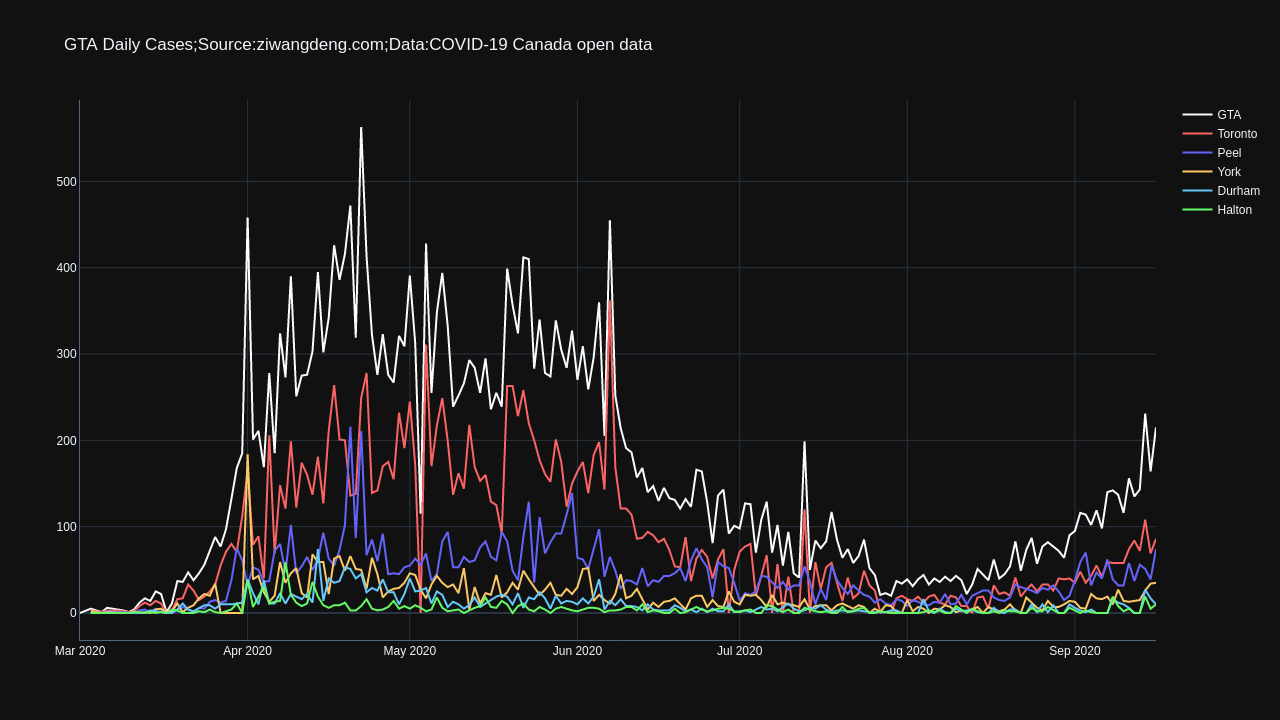 GTA Daily Cases;Source:ziwangdeng.com;Data:COVID-19 Canada open data
GTA
Toronto
Peel
York
Durham
Halton
500
400
300
200
100
0
Mar 2020
Apr 2020
May 2020
Jun 2020
Jul 2020
Aug 2020
Sep 2020